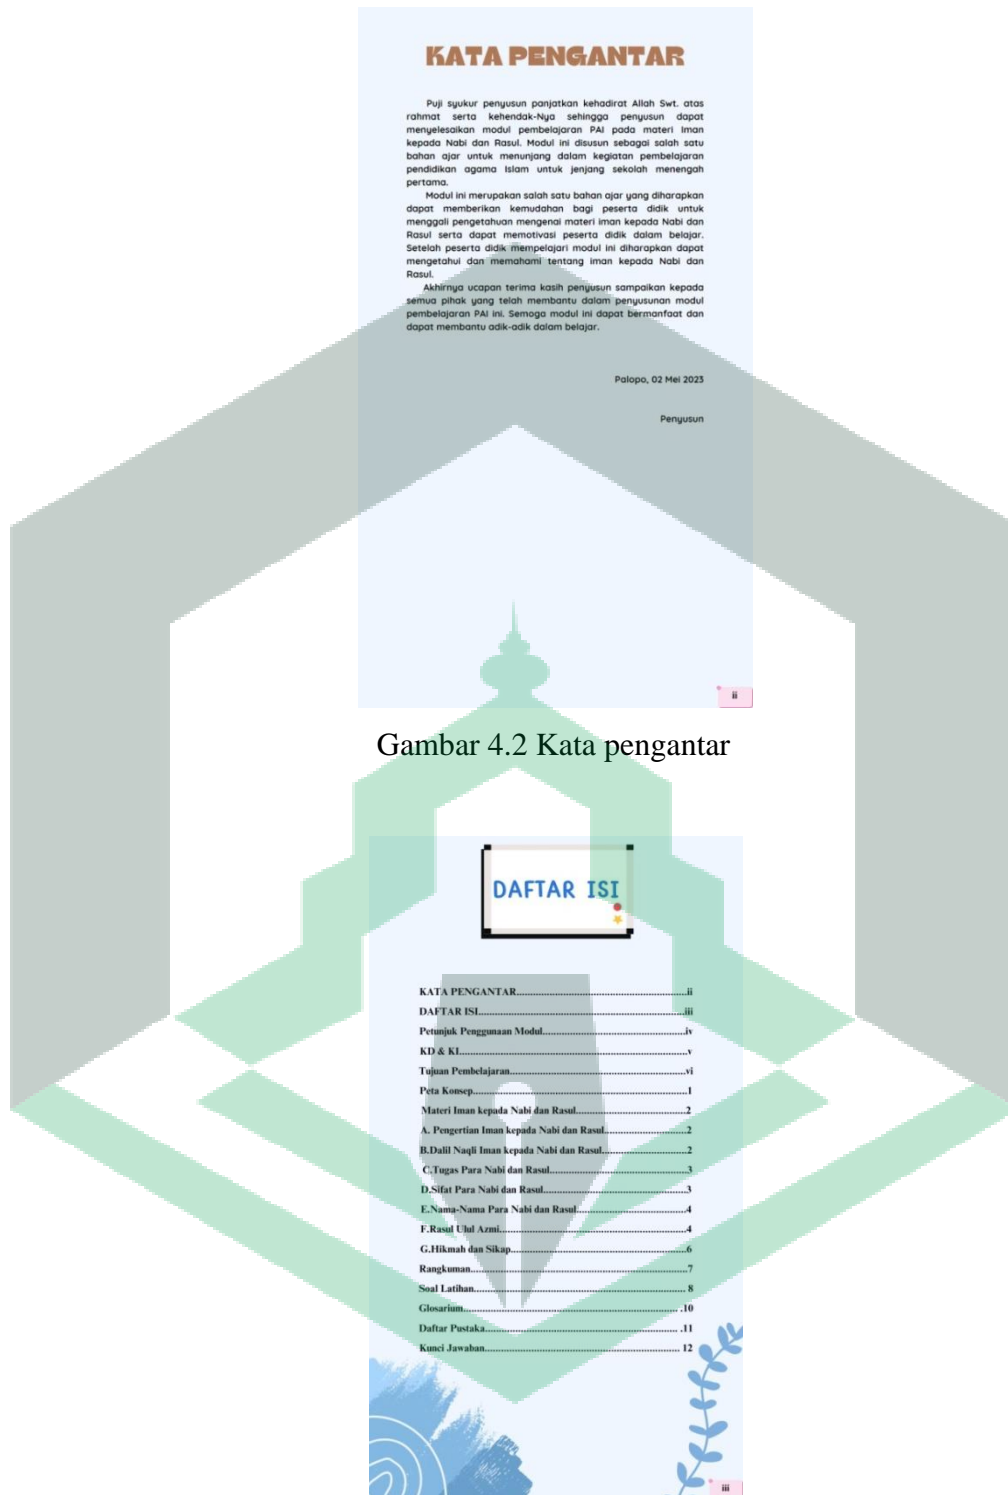 KATA PENGANTAR
Puji syukur penyusun panjatkan kehadirat Allah Swt. atas
rahmat serta kehendak-Nya sehingga penyusun dapat
menyelesaikan modul pembelajaran PAI pada materi Iman
kepada Nabi dan Rasul. Modul ini disusun sebagai salah satu
bahan ajar untuk menunjang dalam kegiatan pembelajaran
pendidikan agama Islam untuk jenjang sekolah menengah
pertama.
Modul ini merupakan salah satu bahan ajar yang diharapkan
dapat memberikan kemudahan bagi peserta didik untuk
menggali pengetahuan mengenai materi iman kepada Nabi dan
Rasul serta dapat memotivasi peserta didik dalam belajar.
Setelah peserta didik mempelajari modul ini diharapkan dapat
mengetahui dan memahami tentang iman kepada Nabi dan
Rasul.
Akhirnya ucapan terima kasih penyusun sampaikan kepada
semua pihak yang telah membantu dalam penyusunan modul
pembelajaran PAI ini. Semoga modul ini dapat bermanfaat dan
dapat membantu adik-adik dalam belajar.
Palopo, 02 Mei 2023
Penyusun
ii
Gambar 4.2 Kata pengantar
DAFTAR ISI
KATA PENGANTAR..........ii
DAFTAR ISI..........iii
Petunjuk Penggunaan Modul..........iv
KD & KI..........v
Tujuan Pembelajaran..........vi
Peta Konsep..........1
Materi Iman kepada Nabi dan Rasul..........2
A. Pengertian Iman kepada Nabi dan Rasul..........2
B.Dalil Naqli Iman kepada Nabi dan Rasul..........2
C.Tugas Para Nabi dan Rasul..........3
D.Sifat Para Nabi dan Rasul..........3
E.Nama-Nama Para Nabi dan Rasul..........4
F.Rasul Ulul Azmi..........4
G.Hikmah dan Sikap..........6
Rangkuman..........7
Soal Latihan.......... 8
Glosarium.......... .10
Daftar Pustaka.......... .11
Kunci Jawaban.......... 12
iii